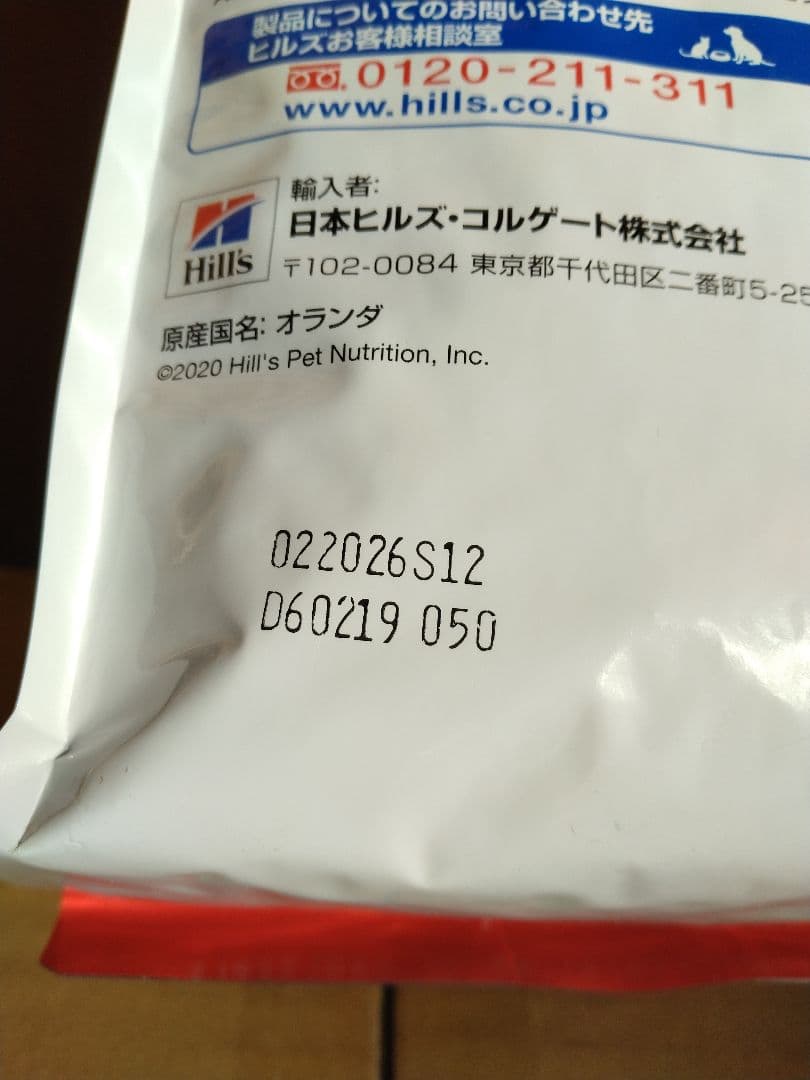 製品についてのお問い合わせ先
ヒルズお客様相談室
0120-211-311
www.hills.co.jp
Hill's
輸入者:
日本ヒルズ・コルゲート株式会社
〒102-0084 東京都千代田区二番町5-25
原産国名: オランダ
©2020 Hill's Pet Nutrition, Inc.
022026S12
D60219 050